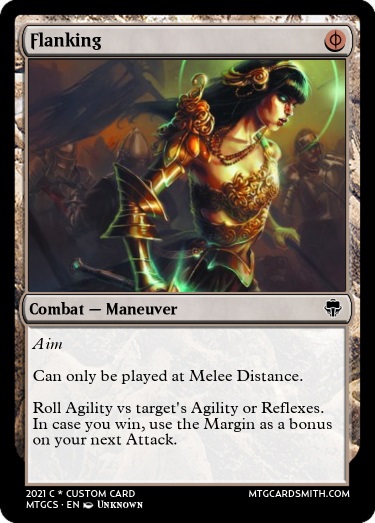 Flanking
Combat — Maneuver
Aim
Can only be played at Melee Distance.
Roll Agility vs target's Agility or Reflexes.
In case you win, use the Margin as a bonus
on your next Attack.
2021 C * CUSTOM CARD
MTGCS · EN Unknown
MTGCARDSMITH.COM